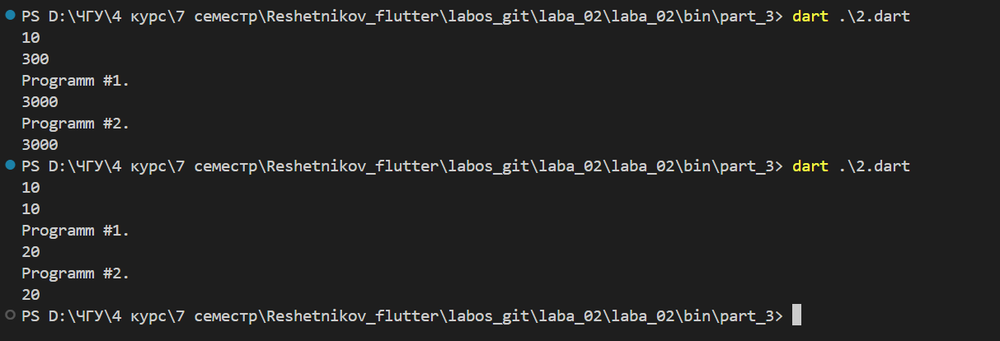 PS D:\ЧГУ\4 курс\7 семестр\Reshetnikov_flutter\labos_git\laba_02\laba_02\bin\part_3> dart .\2.dart
10
300
Programm #1.
3000
Programm #2.
3000
PS D:\ЧГУ\4 курс\7 семестр\Reshetnikov_flutter\labos_git\laba_02\laba_02\bin\part_3> dart .\2.dart
10
10
Programm #1.
20
Programm #2.
20
PS D:\ЧГУ\4 курс\7 семестр\Reshetnikov_flutter\labos_git\laba_02\laba_02\bin\part_3>